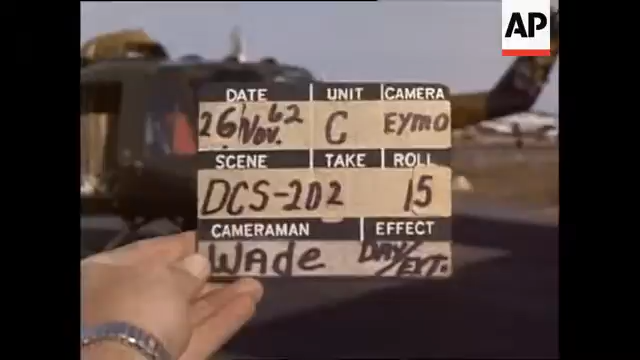 AP
DATE UNIT CAMERA
26 Nov. 62 C EYMO
SCENE TAKE ROLL
DCS-202 15
CAMERAMAN EFFECT
WADE DAY/EXT.